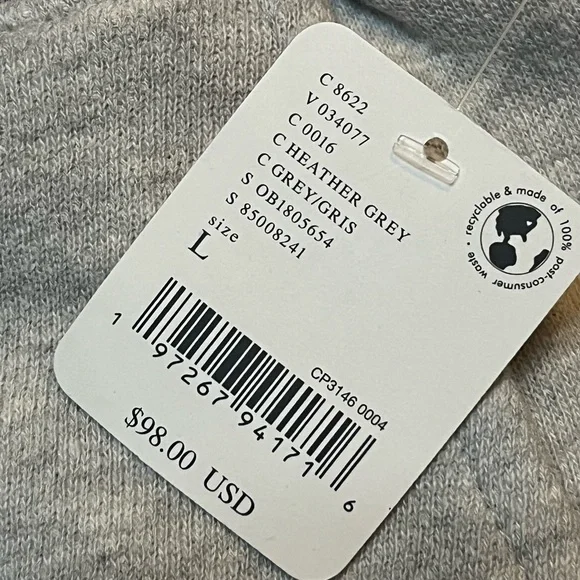 C 8622
V 034077
C 0016
C HEATHER GREY
C GREY/GRIS
S OB1805654
S 85008241
size
L
CP3146 0004
1 97267 94171 6
$98.00 USD
recyclable & made of 100% post-consumer waste •